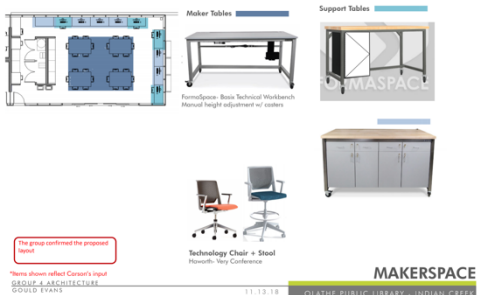 Maker Tables
Support Tables
FormaSpace- Basix Technical Workbench
Manual height adjustment w/ casters
FORMASPACE
Technology Chair + Stool
Haworth- Very Conference
The group confirmed the proposed
layout
*Items shown reflect Carson's input
GROUP 4 ARCHITECTURE
GOULD EVANS
11.13.18
MAKERSPACE
OLATHE PUBLIC LIBRARY - INDIAN CREEK